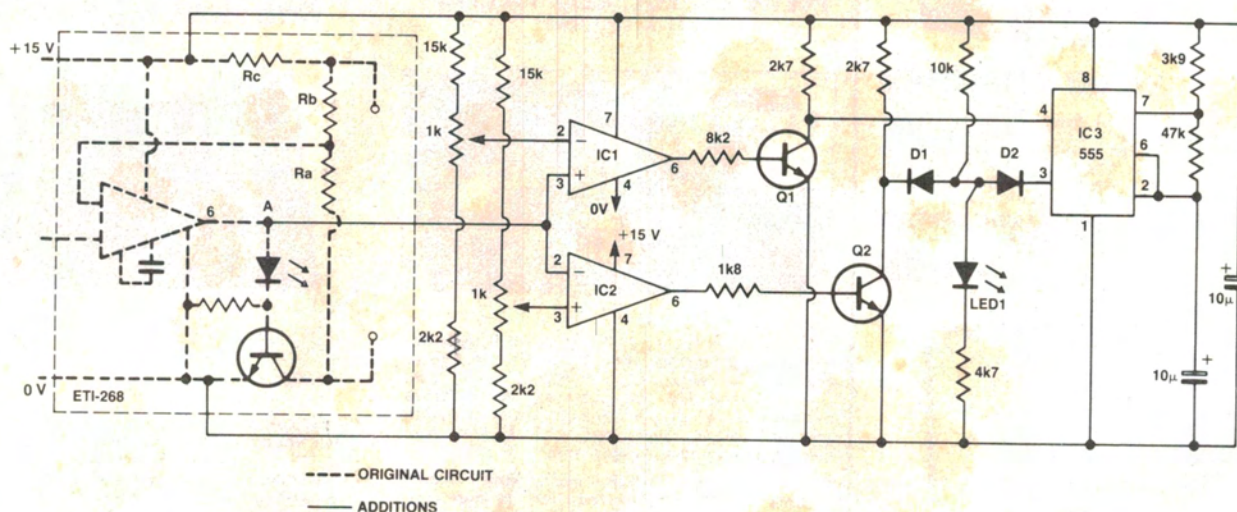 +15 V
Rc
Rb
Ra
6
A
0 V
ETI-268
15k
15k
1k
1k
2k2
2k2
2
3
7
IC1
4
0V
6
+15 V
2
3
7
IC2
4
6
8k2
1k8
Q1
Q2
2k7
2k7
10k
D1
D2
LED1
4k7
8
4
3
IC3
555
7
6
2
1
3k9
47k
+
10μ
+
10μ
ORIGINAL CIRCUIT
ADDITIONS